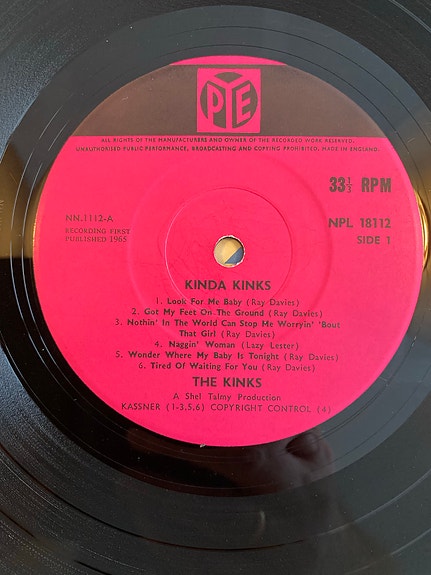 PYE
ALL RIGHTS OF THE MANUFACTURERS AND OWNER OF THE RECORDED WORK RESERVED.
UNAUTHORISED PUBLIC PERFORMANCE, BROADCASTING AND COPYING PROHIBITED. MADE IN ENGLAND.
33⅓ RPM
NN.1112-A
RECORDING FIRST
PUBLISHED 1965
NPL 18112
SIDE 1
KINDA KINKS
1. Look For Me Baby (Ray Davies)
2. Got My Feet On The Ground (Ray Davies)
3. Nothin' In The World Can Stop Me Worryin' 'Bout
That Girl (Ray Davies)
4. Naggin' Woman (Lazy Lester)
5. Wonder Where My Baby Is Tonight (Ray Davies)
6. Tired Of Waiting For You (Ray Davies)
THE KINKS
A Shel Talmy Production
KASSNER (1-3,5,6) COPYRIGHT CONTROL (4)